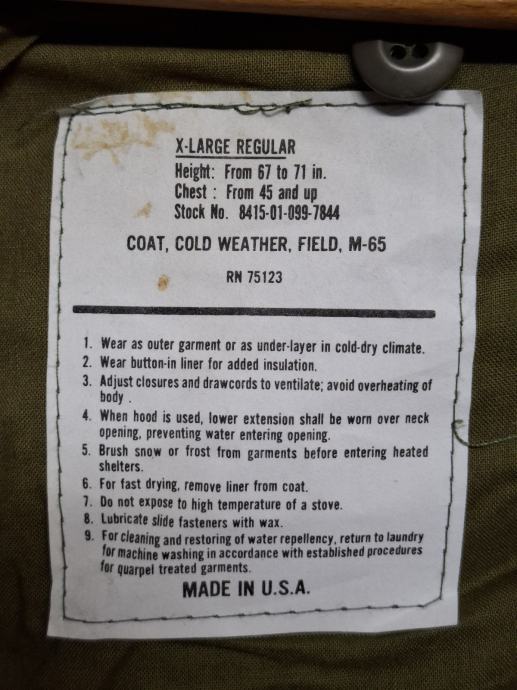 X-LARGE REGULAR
Height: From 67 to 71 in.
Chest : From 45 and up
Stock No. 8415-01-099-7844
COAT, COLD WEATHER, FIELD, M-65
RN 75123
1. Wear as outer garment or as under-layer in cold-dry climate.
2. Wear button-in liner for added insulation.
3. Adjust closures and drawcords to ventilate; avoid overheating of
body .
4. When hood is used, lower extension shall be worn over neck
opening, preventing water entering opening.
5. Brush snow or frost from garments before entering heated
shelters.
6. For fast drying, remove liner from coat.
7. Do not expose to high temperature of a stove.
8. Lubricate slide fasteners with wax.
9. For cleaning and restoring of water repellency, return to laundry
for machine washing in accordance with established procedures
for quarpel treated garments.
MADE IN U.S.A.